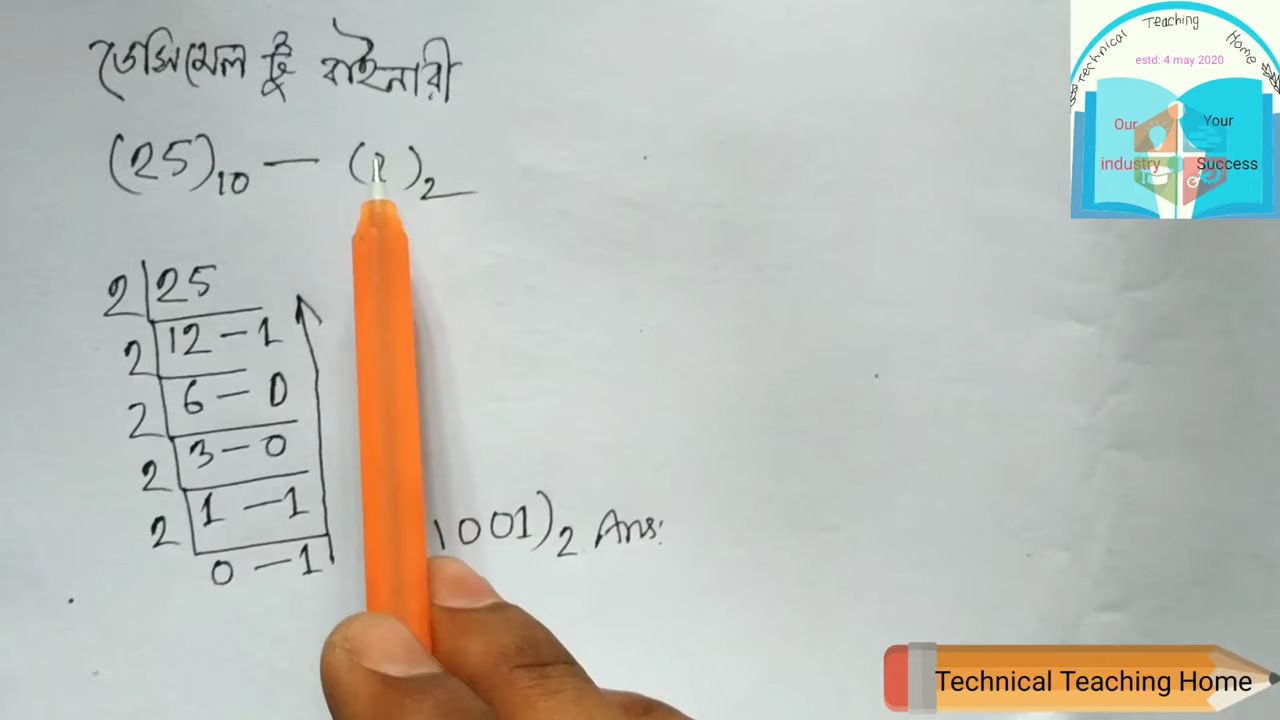 ডেসিমেল টু বাইনারী
(25)10 — (?)2
2 25
2 12 – 1
2 6 – 0
2 3 – 0
2 1 – 1
0 – 1
1001)2 Ans:
Technical Teaching Home
estd: 4 may 2020
Our Your
industry Success
Technical Teaching Home